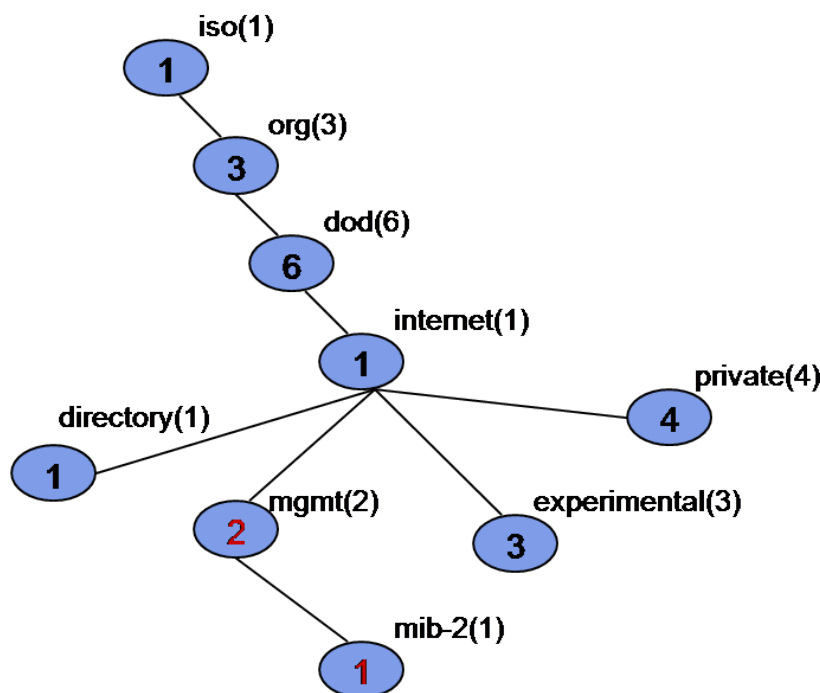 iso(1)
1
org(3)
3
dod(6)
6
internet(1)
1
private(4)
4
directory(1)
1
mgmt(2)
2
experimental(3)
3
mib-2(1)
1